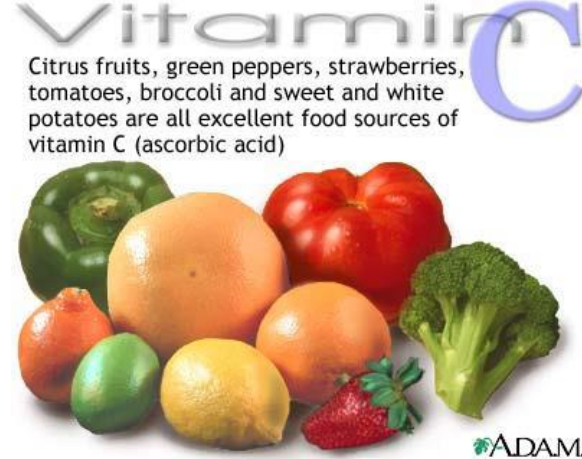 Vitamin C
Citrus fruits, green peppers, strawberries,
tomatoes, broccoli and sweet and white
potatoes are all excellent food sources of
vitamin C (ascorbic acid)
ADAM.